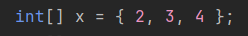 int[] x = { 2, 3, 4 };